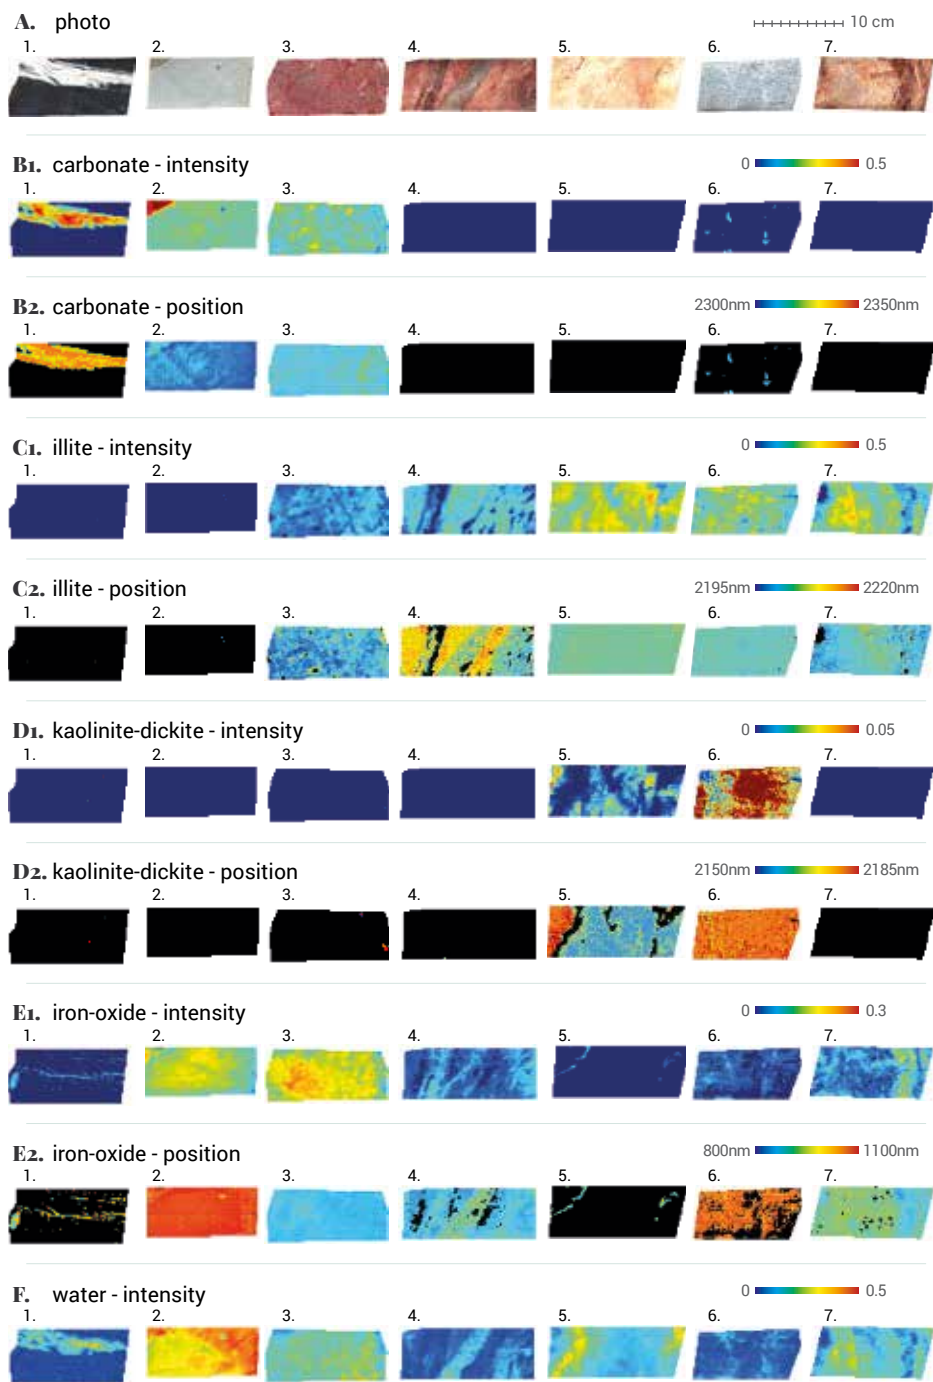 A. photo 10 cm
1. 2. 3. 4. 5. 6. 7.
B1. carbonate - intensity 0 0.5
1. 2. 3. 4. 5. 6. 7.
B2. carbonate - position 2300nm 2350nm
1. 2. 3. 4. 5. 6. 7.
C1. illite - intensity 0 0.5
1. 2. 3. 4. 5. 6. 7.
C2. illite - position 2195nm 2220nm
1. 2. 3. 4. 5. 6. 7.
D1. kaolinite-dickite - intensity 0 0.05
1. 2. 3. 4. 5. 6. 7.
D2. kaolinite-dickite - position 2150nm 2185nm
1. 2. 3. 4. 5. 6. 7.
E1. iron-oxide - intensity 0 0.3
1. 2. 3. 4. 5. 6. 7.
E2. iron-oxide - position 800nm 1100nm
1. 2. 3. 4. 5. 6. 7.
F. water - intensity 0 0.5
1. 2. 3. 4. 5. 6. 7.